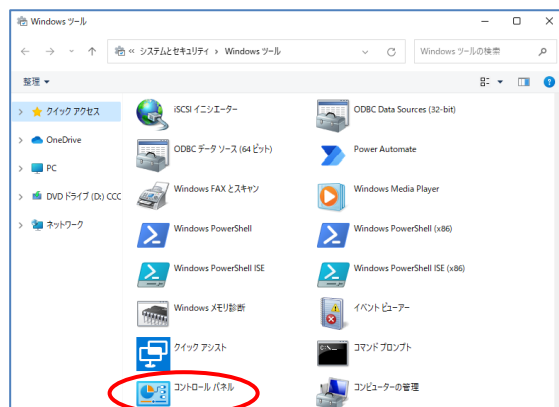 Windows ツール
システムとセキュリティ › Windows ツール
Windows ツールの検索
整理
クイック アクセス
OneDrive
PC
DVD ドライブ (D:) CCC
ネットワーク
iSCSI イニシエーター
ODBC Data Sources (32-bit)
ODBC データ ソース (64 ビット)
Power Automate
Windows FAX とスキャン
Windows Media Player
Windows PowerShell
Windows PowerShell (x86)
Windows PowerShell ISE
Windows PowerShell ISE (x86)
Windows メモリ診断
イベント ビューアー
クイック アシスト
コマンド プロンプト
コントロール パネル
コンピューターの管理